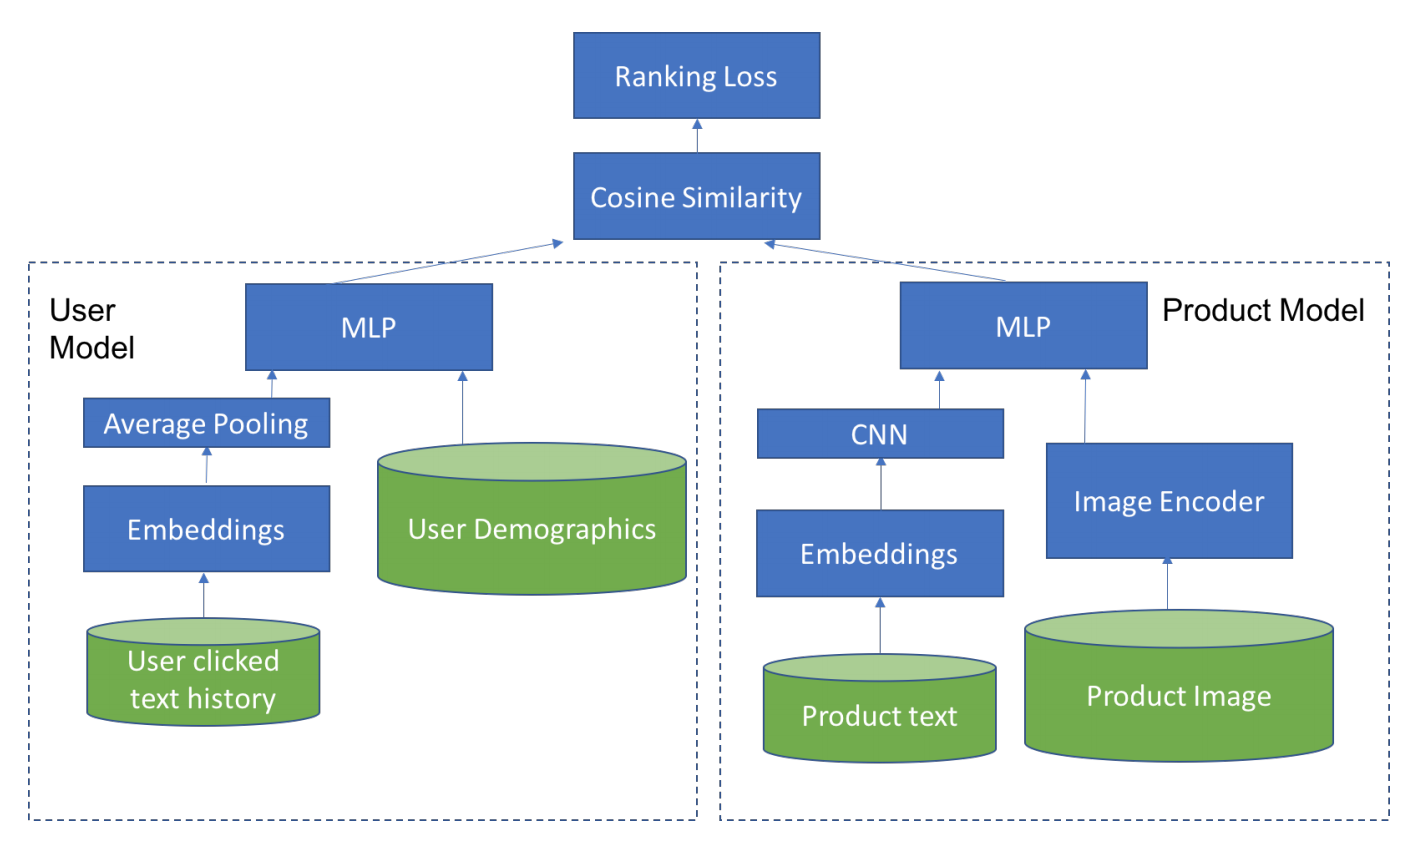 Ranking Loss
Cosine Similarity
User
Model
MLP
Average Pooling
Embeddings
User clicked
text history
User Demographics
Product Model
MLP
CNN
Embeddings
Product text
Image Encoder
Product Image